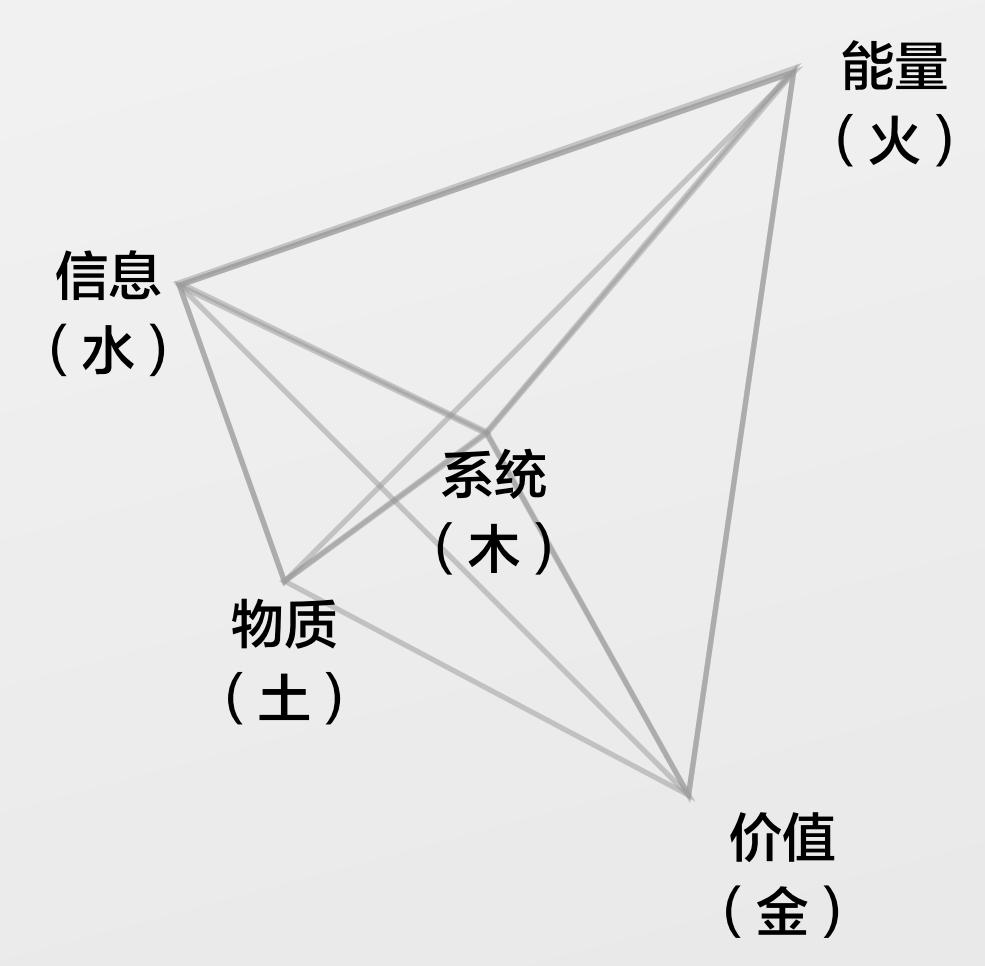 能量
（火）
信息
（水）
系统
（木）
物质
（土）
价值
（金）